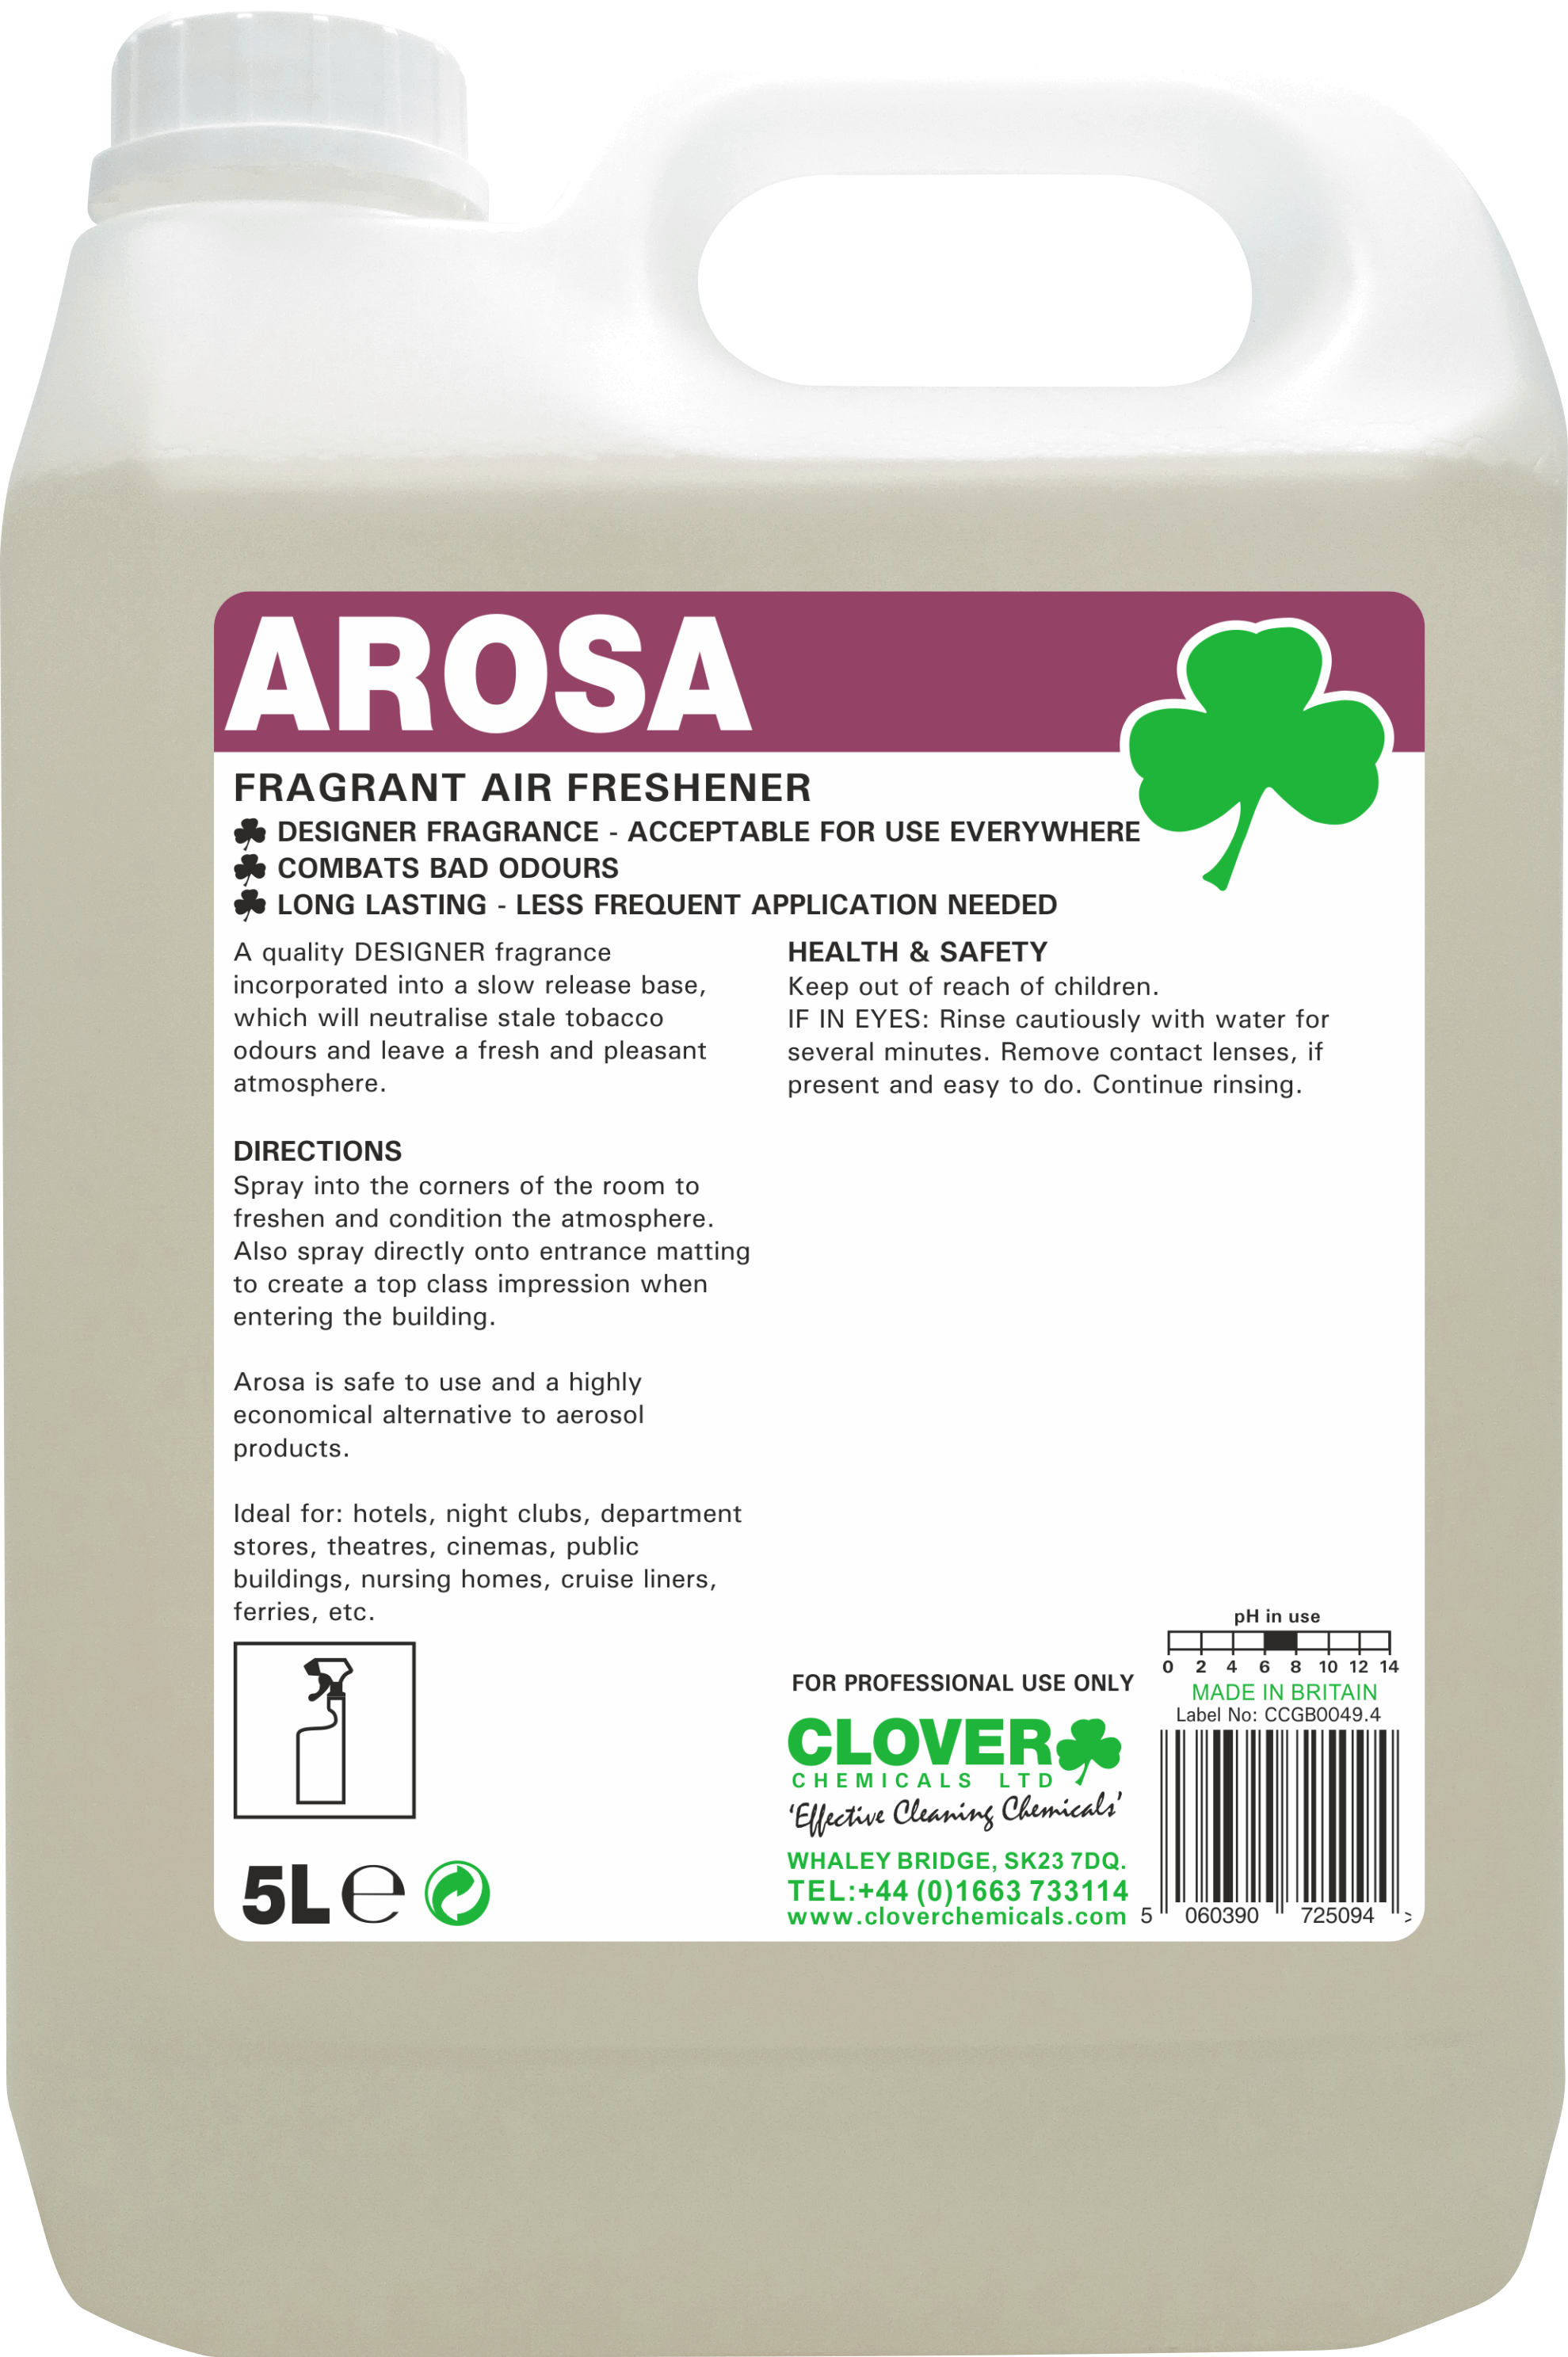 AROSA
FRAGRANT AIR FRESHENER
DESIGNER FRAGRANCE - ACCEPTABLE FOR USE EVERYWHERE
COMBATS BAD ODOURS
LONG LASTING - LESS FREQUENT APPLICATION NEEDED
A quality DESIGNER fragrance
incorporated into a slow release base,
which will neutralise stale tobacco
odours and leave a fresh and pleasant
atmosphere.
DIRECTIONS
Spray into the corners of the room to
freshen and condition the atmosphere.
Also spray directly onto entrance matting
to create a top class impression when
entering the building.
Arosa is safe to use and a highly
economical alternative to aerosol
products.
Ideal for: hotels, night clubs, department
stores, theatres, cinemas, public
buildings, nursing homes, cruise liners,
ferries, etc.
5L e
HEALTH & SAFETY
Keep out of reach of children.
IF IN EYES: Rinse cautiously with water for
several minutes. Remove contact lenses, if
present and easy to do. Continue rinsing.
FOR PROFESSIONAL USE ONLY
CLOVER
CHEMICALS LTD
'Effective Cleaning Chemicals'
WHALEY BRIDGE, SK23 7DQ.
TEL:+44 (0)1663 733114
www.cloverchemicals.com
pH in use
0 2 4 6 8 10 12 14
MADE IN BRITAIN
Label No: CCGB0049.4
5 060390 725094 >